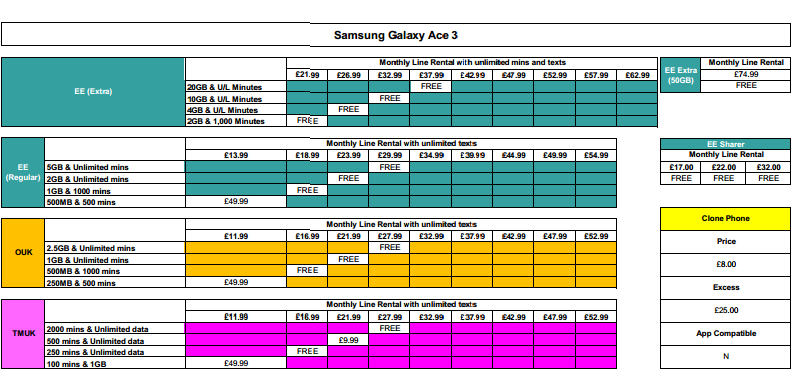 Samsung Galaxy Ace 3
EE (Extra)
Monthly Line Rental with unlimited mins and texts
£21.99 £26.99 £32.99 £37.99 £42.99 £47.99 £52.99 £57.99 £62.99
20GB & U/L Minutes FREE
10GB & U/L Minutes FREE
4GB & U/L Minutes FREE
2GB & 1,000 Minutes FREE
EE Extra (50GB)
Monthly Line Rental
£74.99
FREE
EE (Regular)
Monthly Line Rental with unlimited texts
£13.99 £18.99 £23.99 £29.99 £34.99 £39.99 £44.99 £49.99 £54.99
5GB & Unlimited mins FREE
2GB & Unlimited mins FREE
1GB & 1000 mins FREE
500MB & 500 mins £49.99
EE Sharer
Monthly Line Rental
£17.00 £22.00 £32.00
FREE FREE FREE
OUK
Monthly Line Rental with unlimited texts
£11.99 £16.99 £21.99 £27.99 £32.99 £37.99 £42.99 £47.99 £52.99
2.5GB & Unlimited mins FREE
1GB & Unlimited mins FREE
500MB & 1000 mins FREE
250MB & 500 mins £49.99
Clone Phone
Price
£8.00
Excess
£25.00
App Compatible
N
TMUK
Monthly Line Rental with unlimited texts
£11.99 £16.99 £21.99 £27.99 £32.99 £37.99 £42.99 £47.99 £52.99
2000 mins & Unlimited data FREE
500 mins & Unlimited data £9.99
250 mins & Unlimited data FREE
100 mins & 1GB £49.99